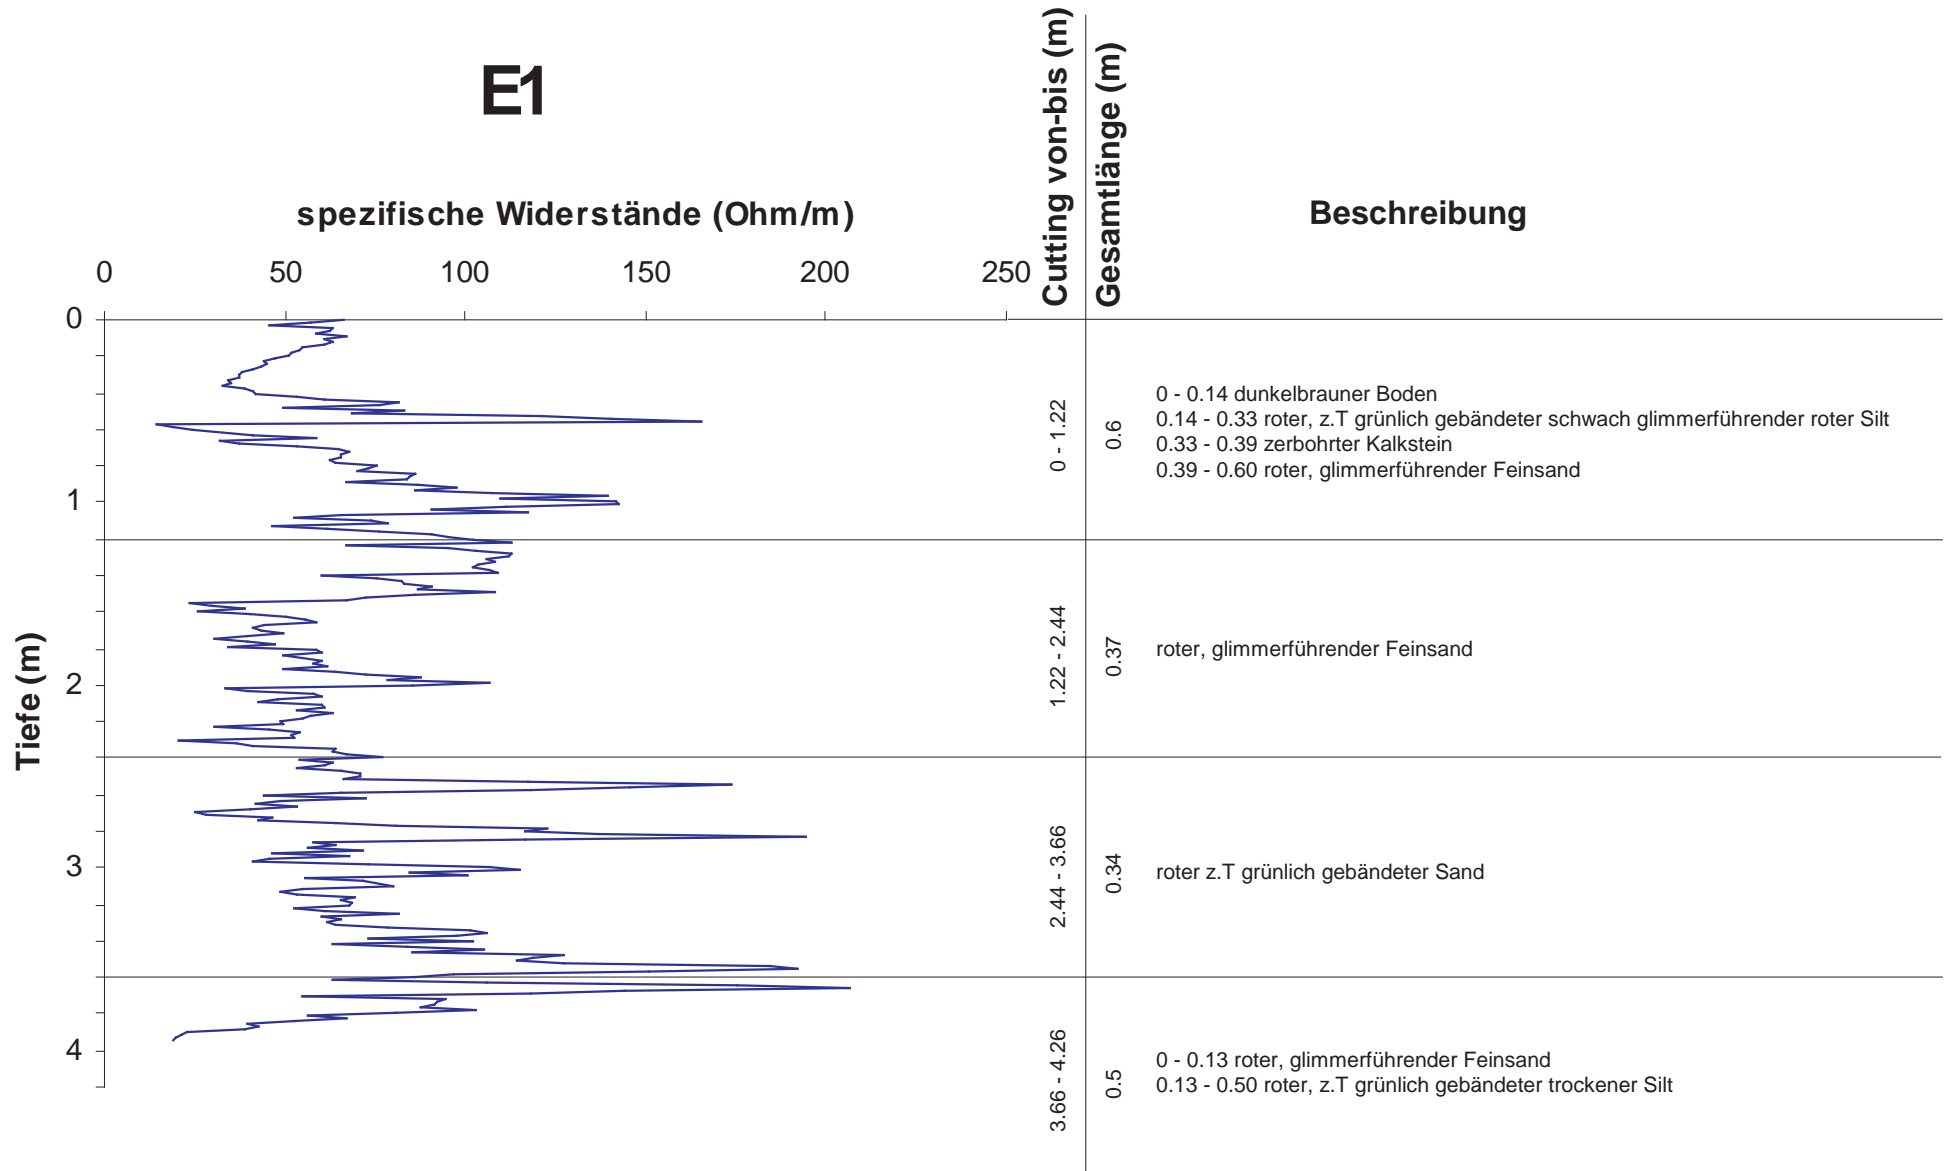 E1
spezifische Widerstände (Ohm/m)
Cutting von-bis (m)
Gesamtlänge (m)
Beschreibung
0 50 100 150 200 250
Tiefe (m)
0
1
2
3
4
0 - 1.22
0.6
0 - 0.14 dunkelbrauner Boden
0.14 - 0.33 roter, z.T grünlich gebändeter schwach glimmerführender roter Silt
0.33 - 0.39 zerbohrter Kalkstein
0.39 - 0.60 roter, glimmerführender Feinsand
1.22 - 2.44
0.37
roter, glimmerführender Feinsand
2.44 - 3.66
0.34
roter z.T grünlich gebändeter Sand
3.66 - 4.26
0.5
0 - 0.13 roter, glimmerführender Feinsand
0.13 - 0.50 roter, z.T grünlich gebändeter trockener Silt